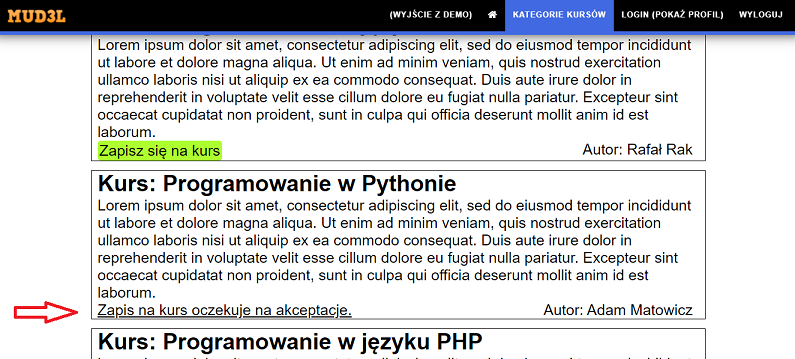 MUD3L
(WYJŚCIE Z DEMO) KATEGORIE KURSÓW LOGIN (POKAŻ PROFIL) WYLOGUJ
Lorem ipsum dolor sit amet, consectetur adipiscing elit, sed do eiusmod tempor incididunt
ut labore et dolore magna aliqua. Ut enim ad minim veniam, quis nostrud exercitation
ullamco laboris nisi ut aliquip ex ea commodo consequat. Duis aute irure dolor in
reprehenderit in voluptate velit esse cillum dolore eu fugiat nulla pariatur. Excepteur sint
occaecat cupidatat non proident, sunt in culpa qui officia deserunt mollit anim id est
laborum.
Zapisz się na kurs Autor: Rafał Rak
Kurs: Programowanie w Pythonie
Lorem ipsum dolor sit amet, consectetur adipiscing elit, sed do eiusmod tempor incididunt
ut labore et dolore magna aliqua. Ut enim ad minim veniam, quis nostrud exercitation
ullamco laboris nisi ut aliquip ex ea commodo consequat. Duis aute irure dolor in
reprehenderit in voluptate velit esse cillum dolore eu fugiat nulla pariatur. Excepteur sint
occaecat cupidatat non proident, sunt in culpa qui officia deserunt mollit anim id est
laborum.
Zapis na kurs oczekuje na akceptacje. Autor: Adam Matowicz
Kurs: Programowanie w języku PHP